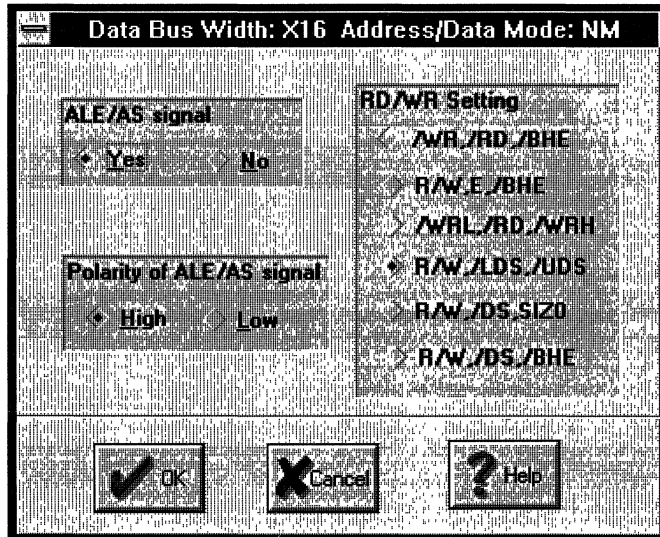 Data Bus Width: X16 Address/Data Mode: NM
ALE/AS signal
Yes No
Polarity of ALE/AS signal
High Low
RD/WR Setting
/WR,/RD,/BHE
R/W,E,/BHE
/WRL,/RD,/WRH
R/W,/LDS,/UDS
R/W,/DS,SIZ0
R/W,/DS,/BHE
OK Cancel Help